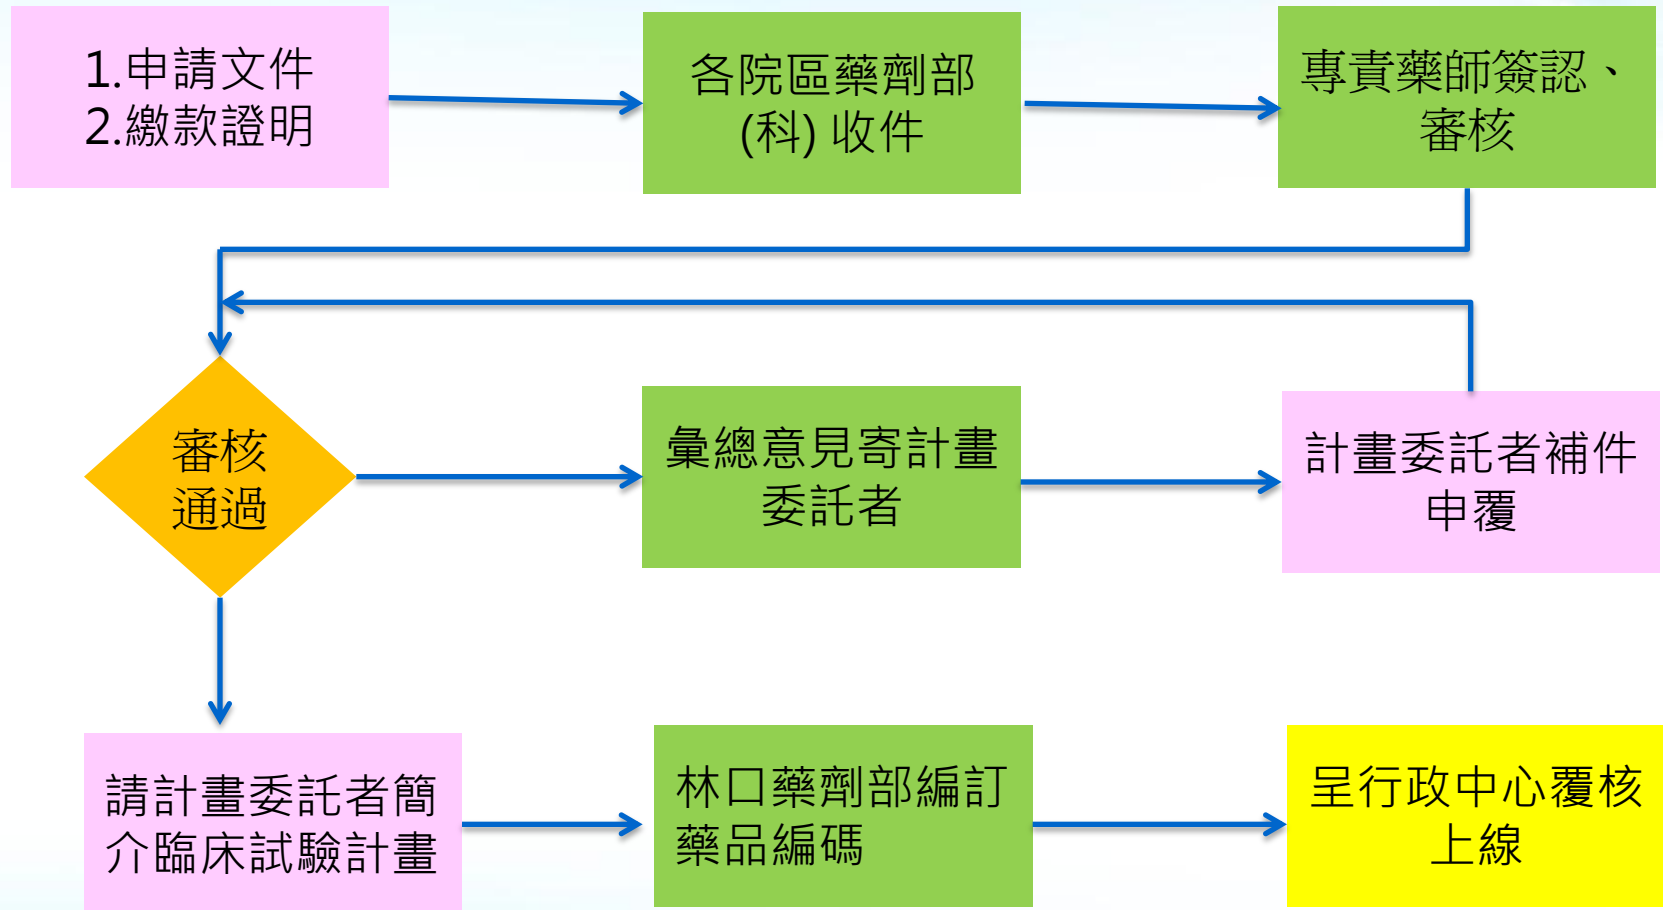 1.申請文件
2.繳款證明
各院區藥劑部
(科) 收件
專責藥師簽認、
審核
審核
通過
彙總意見寄計畫
委託者
計畫委託者補件
申覆
請計畫委託者簡
介臨床試驗計畫
林口藥劑部編訂
藥品編碼
呈行政中心覆核
上線